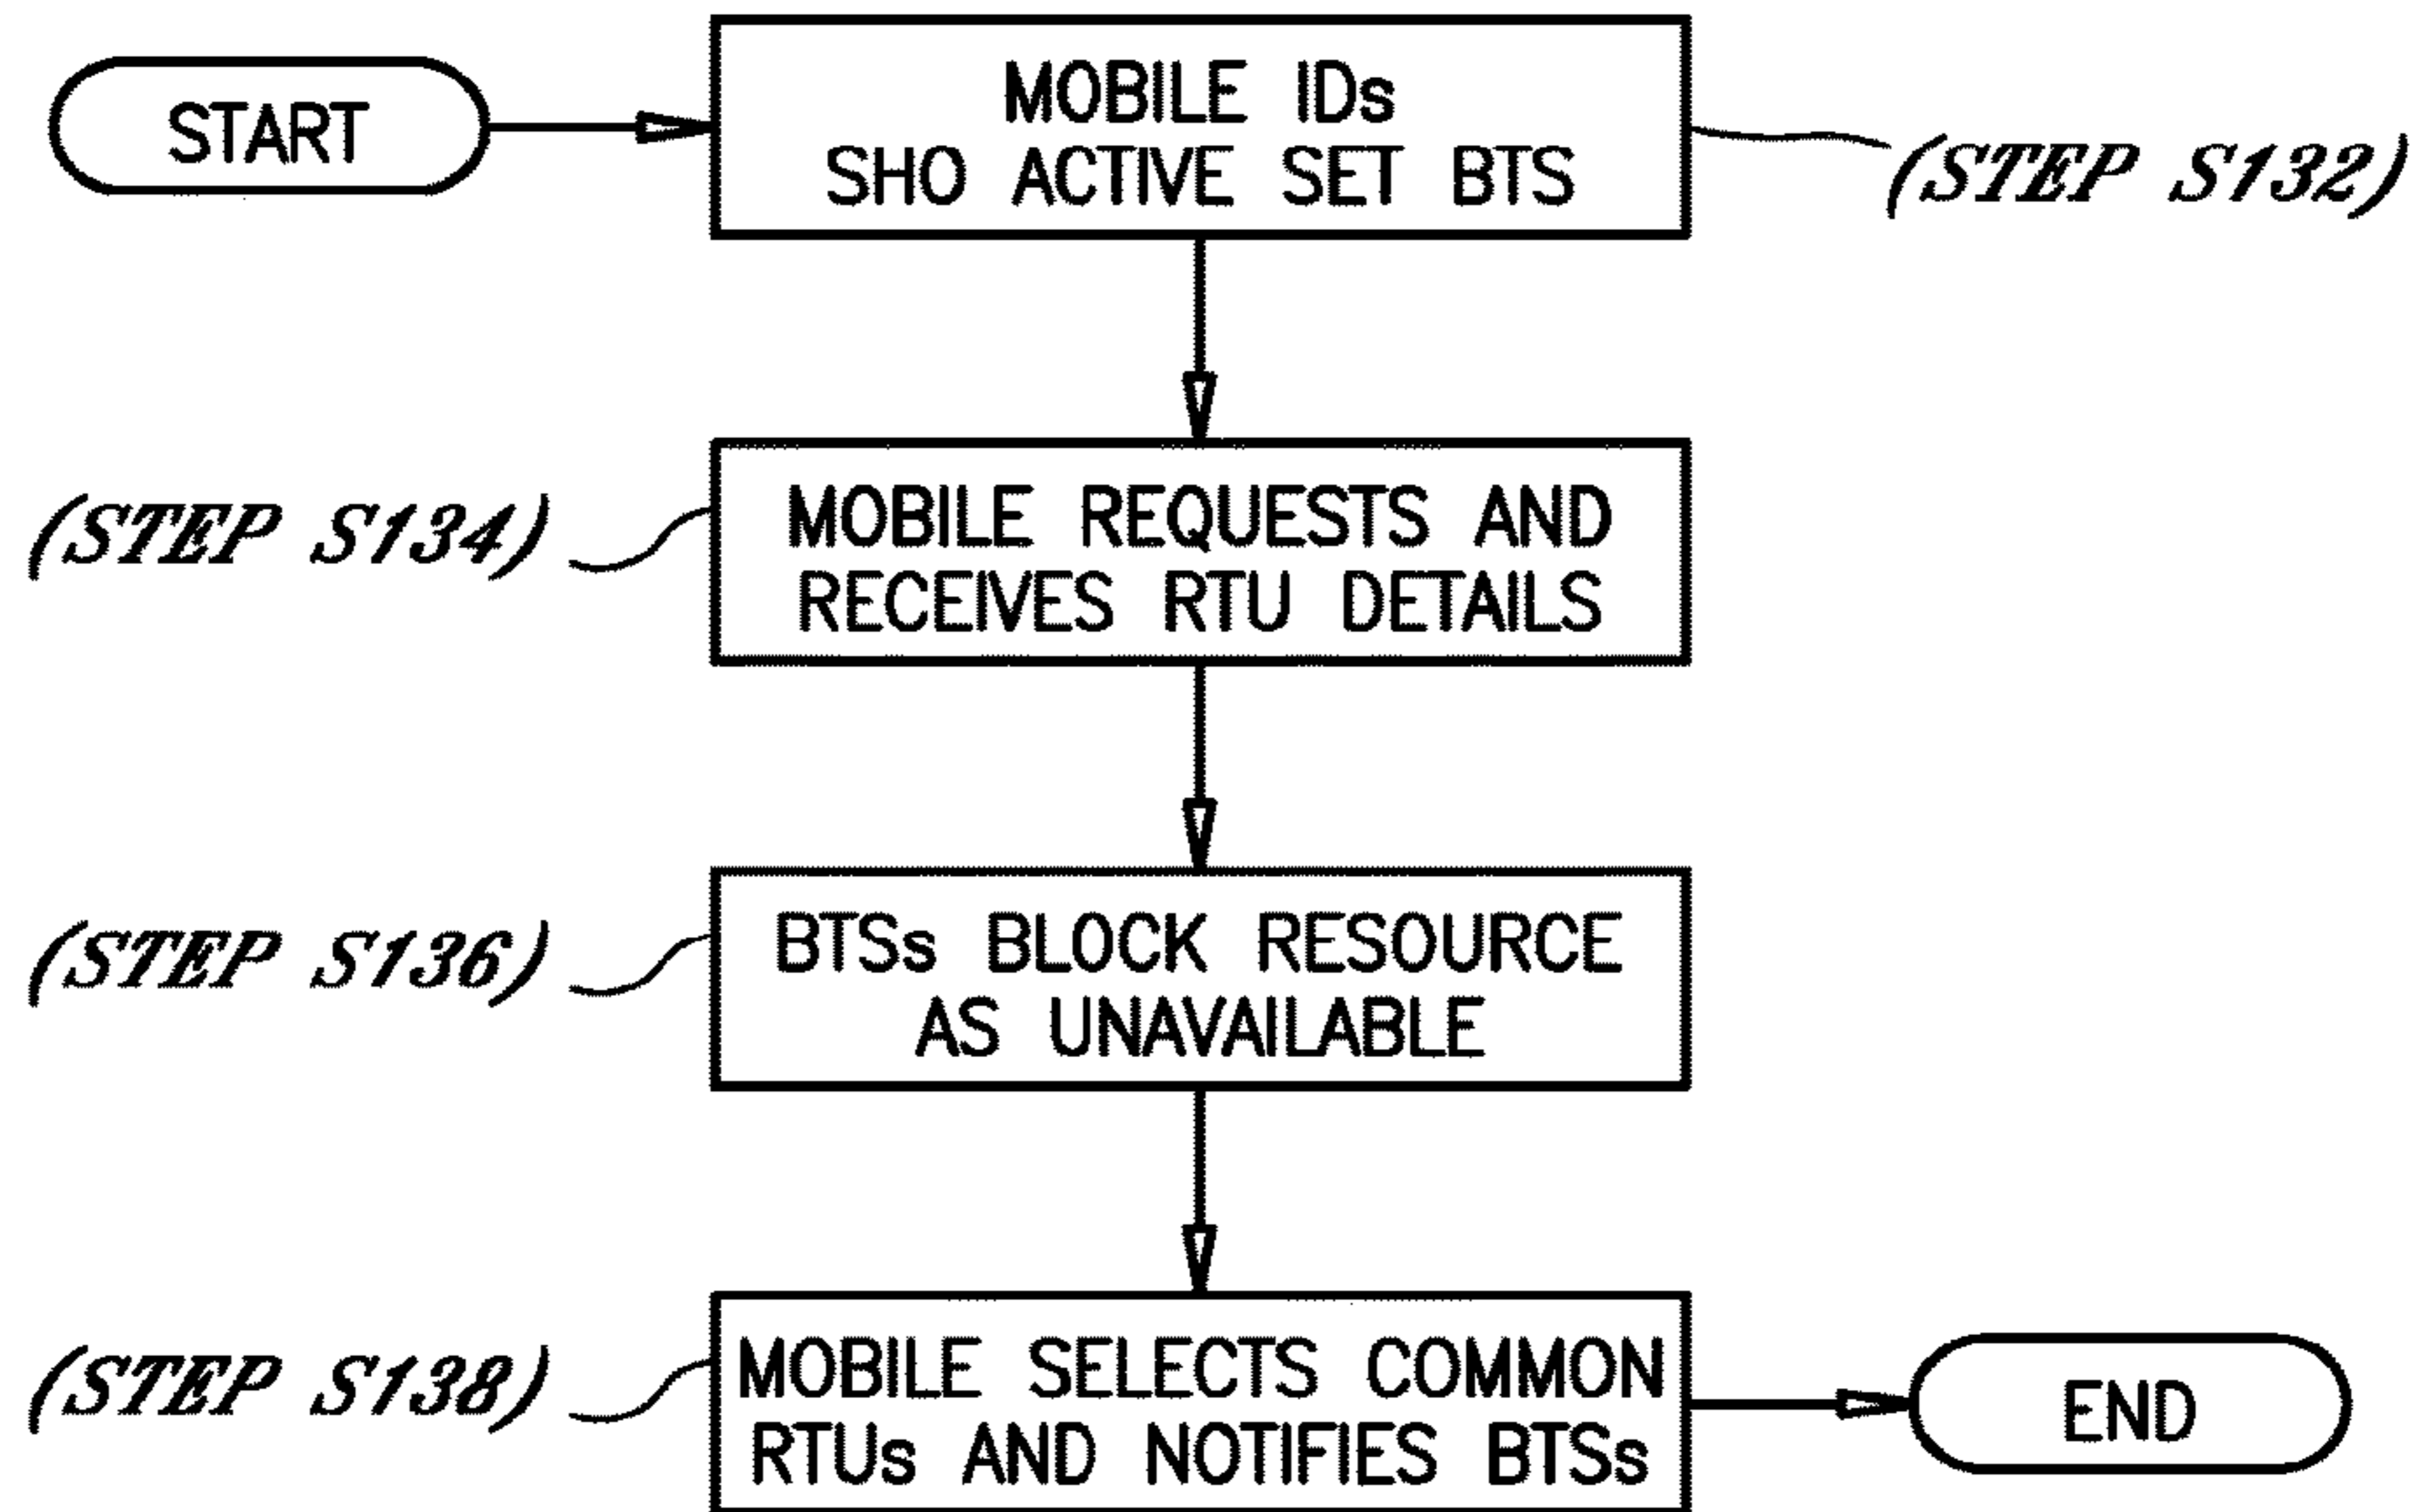 START
MOBILE IDs
SHO ACTIVE SET BTS
(STEP S132)
(STEP S134)
MOBILE REQUESTS AND
RECEIVES RTU DETAILS
(STEP S136)
BTSs BLOCK RESOURCE
AS UNAVAILABLE
(STEP S138)
MOBILE SELECTS COMMON
RTUs AND NOTIFIES BTSs
END